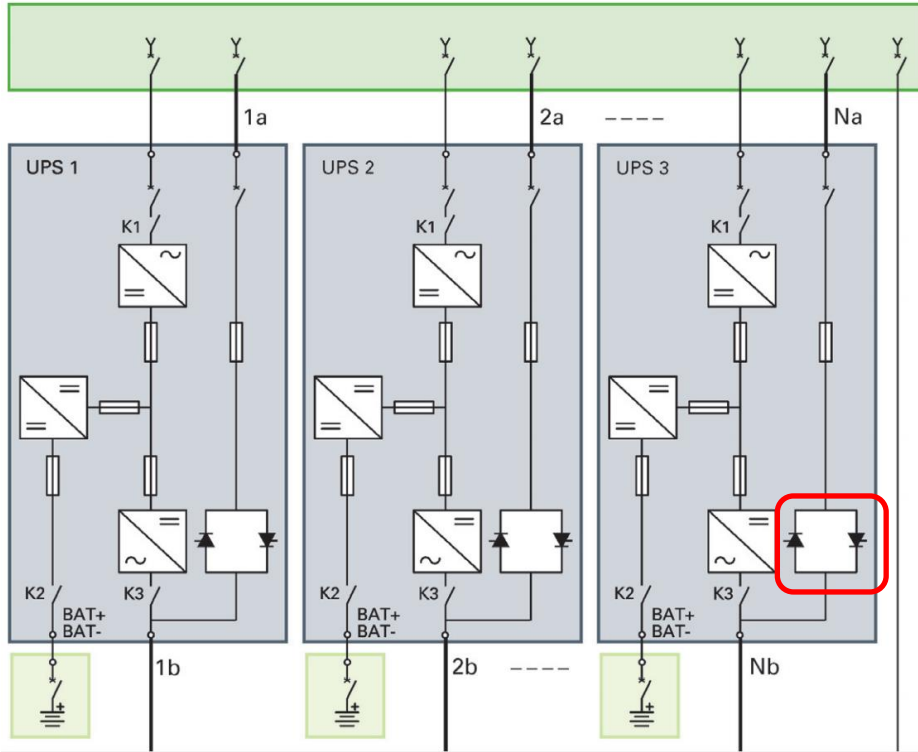 1a
2a
Na
UPS 1
UPS 2
UPS 3
K1
K1
K1
K2
K3
K2
K3
K2
K3
BAT+
BAT-
BAT+
BAT-
BAT+
BAT-
1b
2b
Nb